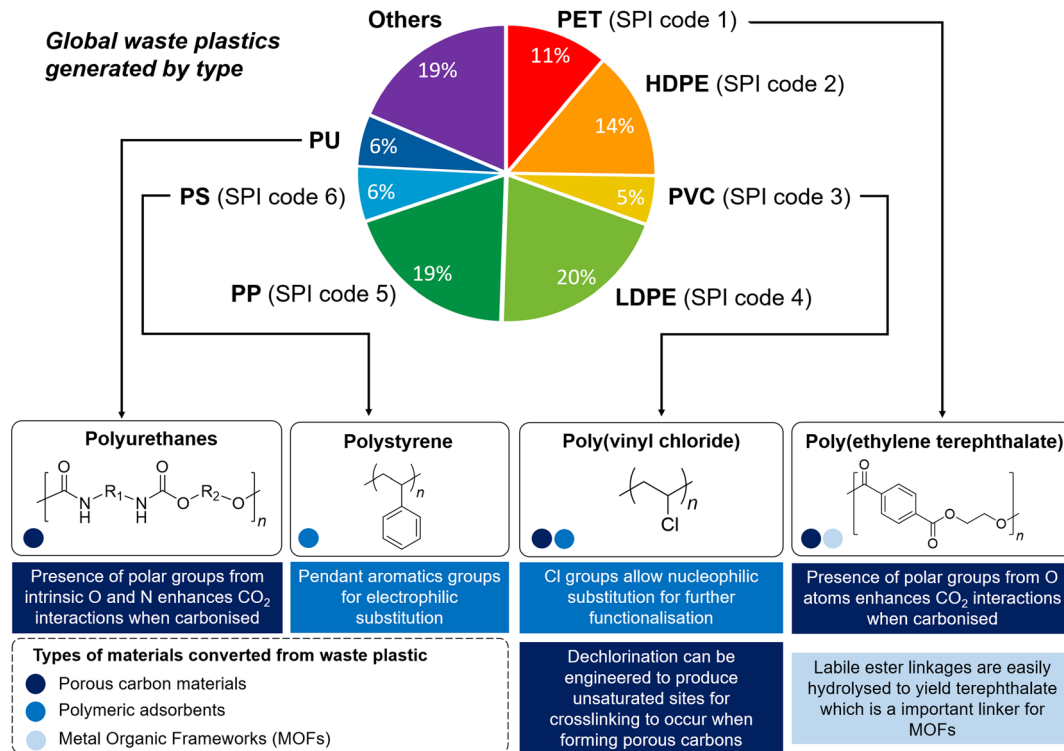 Global waste plastics
generated by type
Others
PET (SPI code 1)
19%
11%
HDPE (SPI code 2)
14%
PU
6%
PS (SPI code 6)
6%
5%
PVC (SPI code 3)
PP (SPI code 5)
19%
20%
LDPE (SPI code 4)
Polyurethanes
O
N
H
R1
N
H
O
O
R2
O
n
Presence of polar groups from
intrinsic O and N enhances CO2
interactions when carbonised
Polystyrene
n
Pendant aromatics groups
for electrophilic
substitution
Poly(vinyl chloride)
n
Cl
Cl groups allow nucleophilic
substitution for further
functionalisation
Dechlorination can be
engineered to produce
unsaturated sites for
crosslinking to occur when
forming porous carbons
Poly(ethylene terephthalate)
O
O
O
O
n
Presence of polar groups from O
atoms enhances CO2 interactions
when carbonised
Labile ester linkages are easily
hydrolysed to yield terephthalate
which is a important linker for
MOFs
Types of materials converted from waste plastic
Porous carbon materials
Polymeric adsorbents
Metal Organic Frameworks (MOFs)